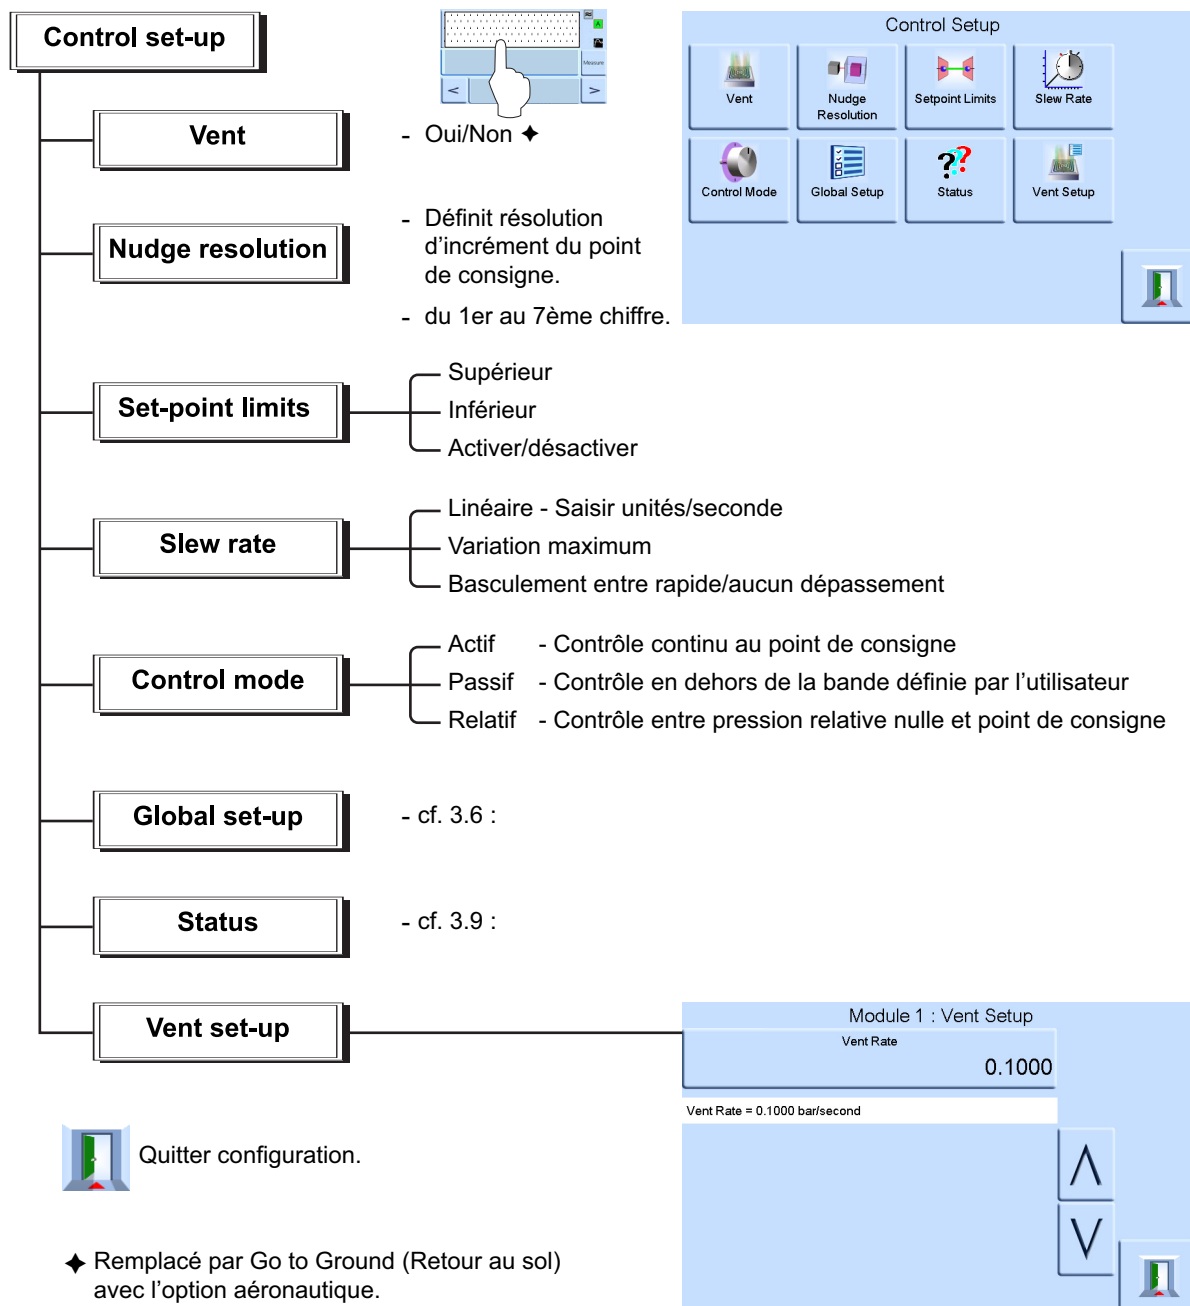 Control set-up
Measure
<
>
Control Setup
Vent
Nudge
Resolution
Setpoint Limits
Slew Rate
Control Mode
Global Setup
Status
Vent Setup
Vent
- Oui/Non ✦
Nudge resolution
- Définit résolution
d'incrément du point
de consigne.
- du 1er au 7ème chiffre.
Set-point limits
Supérieur
Inférieur
Activer/désactiver
Slew rate
Linéaire - Saisir unités/seconde
Variation maximum
Basculement entre rapide/aucun dépassement
Control mode
Actif - Contrôle continu au point de consigne
Passif - Contrôle en dehors de la bande définie par l'utilisateur
Relatif - Contrôle entre pression relative nulle et point de consigne
Global set-up
- cf. 3.6 :
Status
- cf. 3.9 :
Vent set-up
Module 1 : Vent Setup
Vent Rate
0.1000
Vent Rate = 0.1000 bar/second
Quitter configuration.
✦ Remplacé par Go to Ground (Retour au sol)
avec l'option aéronautique.